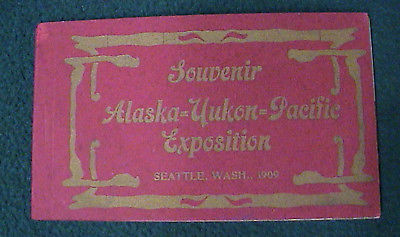 Souvenir
Alaska=Yukon=Pacific
Exposition
SEATTLE, WASH., 1909